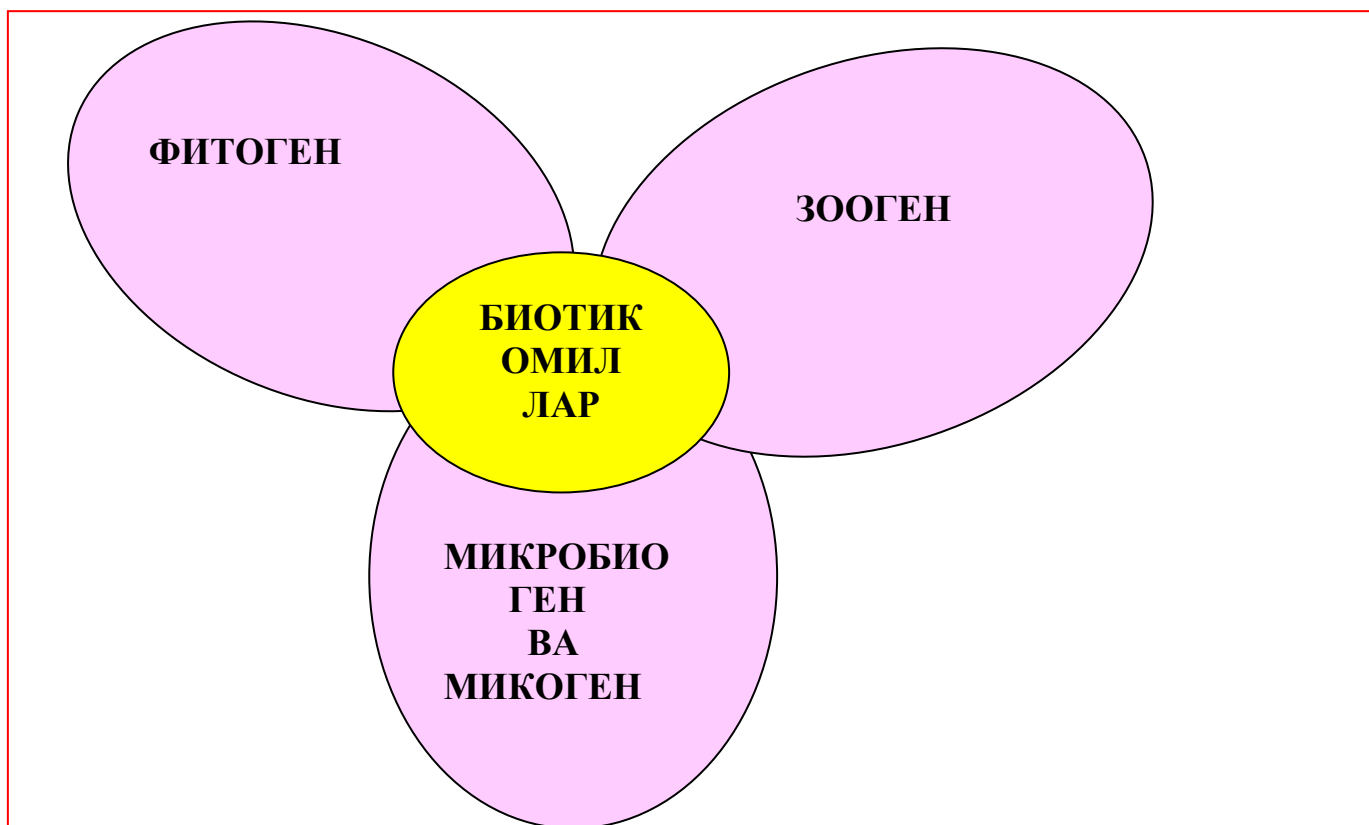 ФИТОГЕН
ЗООГЕН
БИОТИК
ОМИЛ
ЛАР
МИКРОБИО
ГЕН
ВА
МИКОГЕН